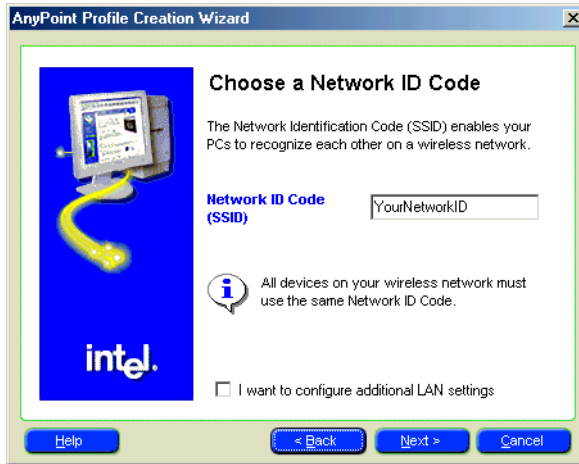 AnyPoint Profile Creation Wizard
Choose a Network ID Code
The Network Identification Code (SSID) enables your
PCs to recognize each other on a wireless network.
Network ID Code
(SSID)
YourNetworkID
All devices on your wireless network must
use the same Network ID Code.
intel.
I want to configure additional LAN settings
Help
< Back
Next >
Cancel